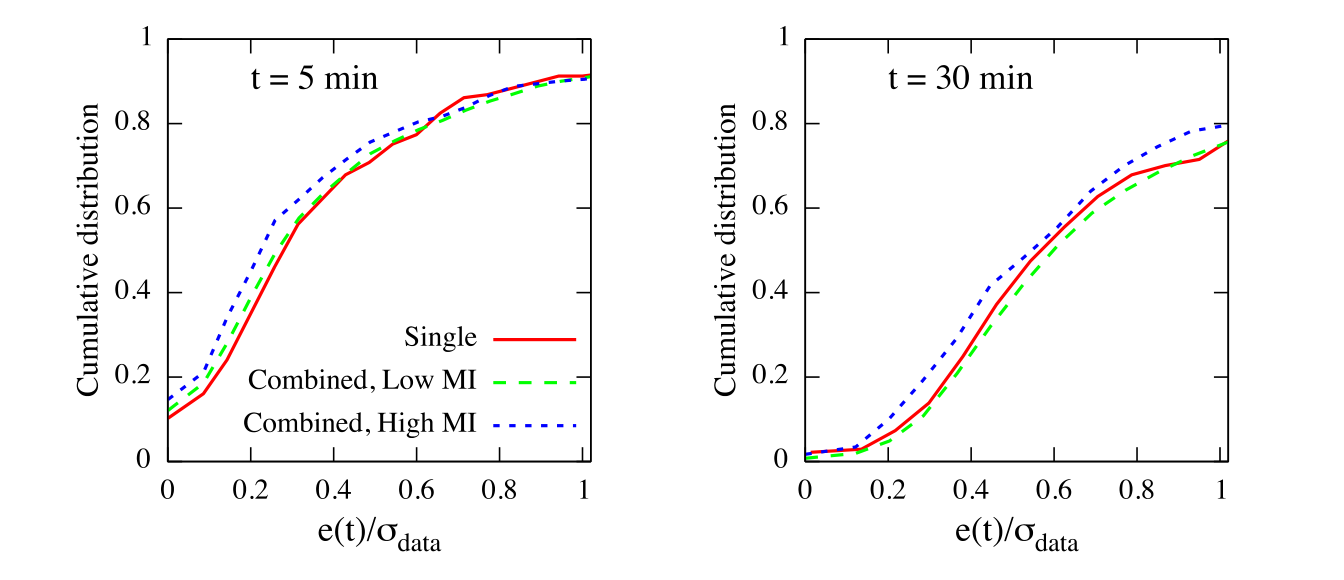 t = 5 min
Cumulative distribution
1
0.8
0.6
0.4
0.2
0
Single
Combined, Low MI
Combined, High MI
0 0.2 0.4 0.6 0.8 1
e(t)/σdata
t = 30 min
Cumulative distribution
1
0.8
0.6
0.4
0.2
0
0 0.2 0.4 0.6 0.8 1
e(t)/σdata